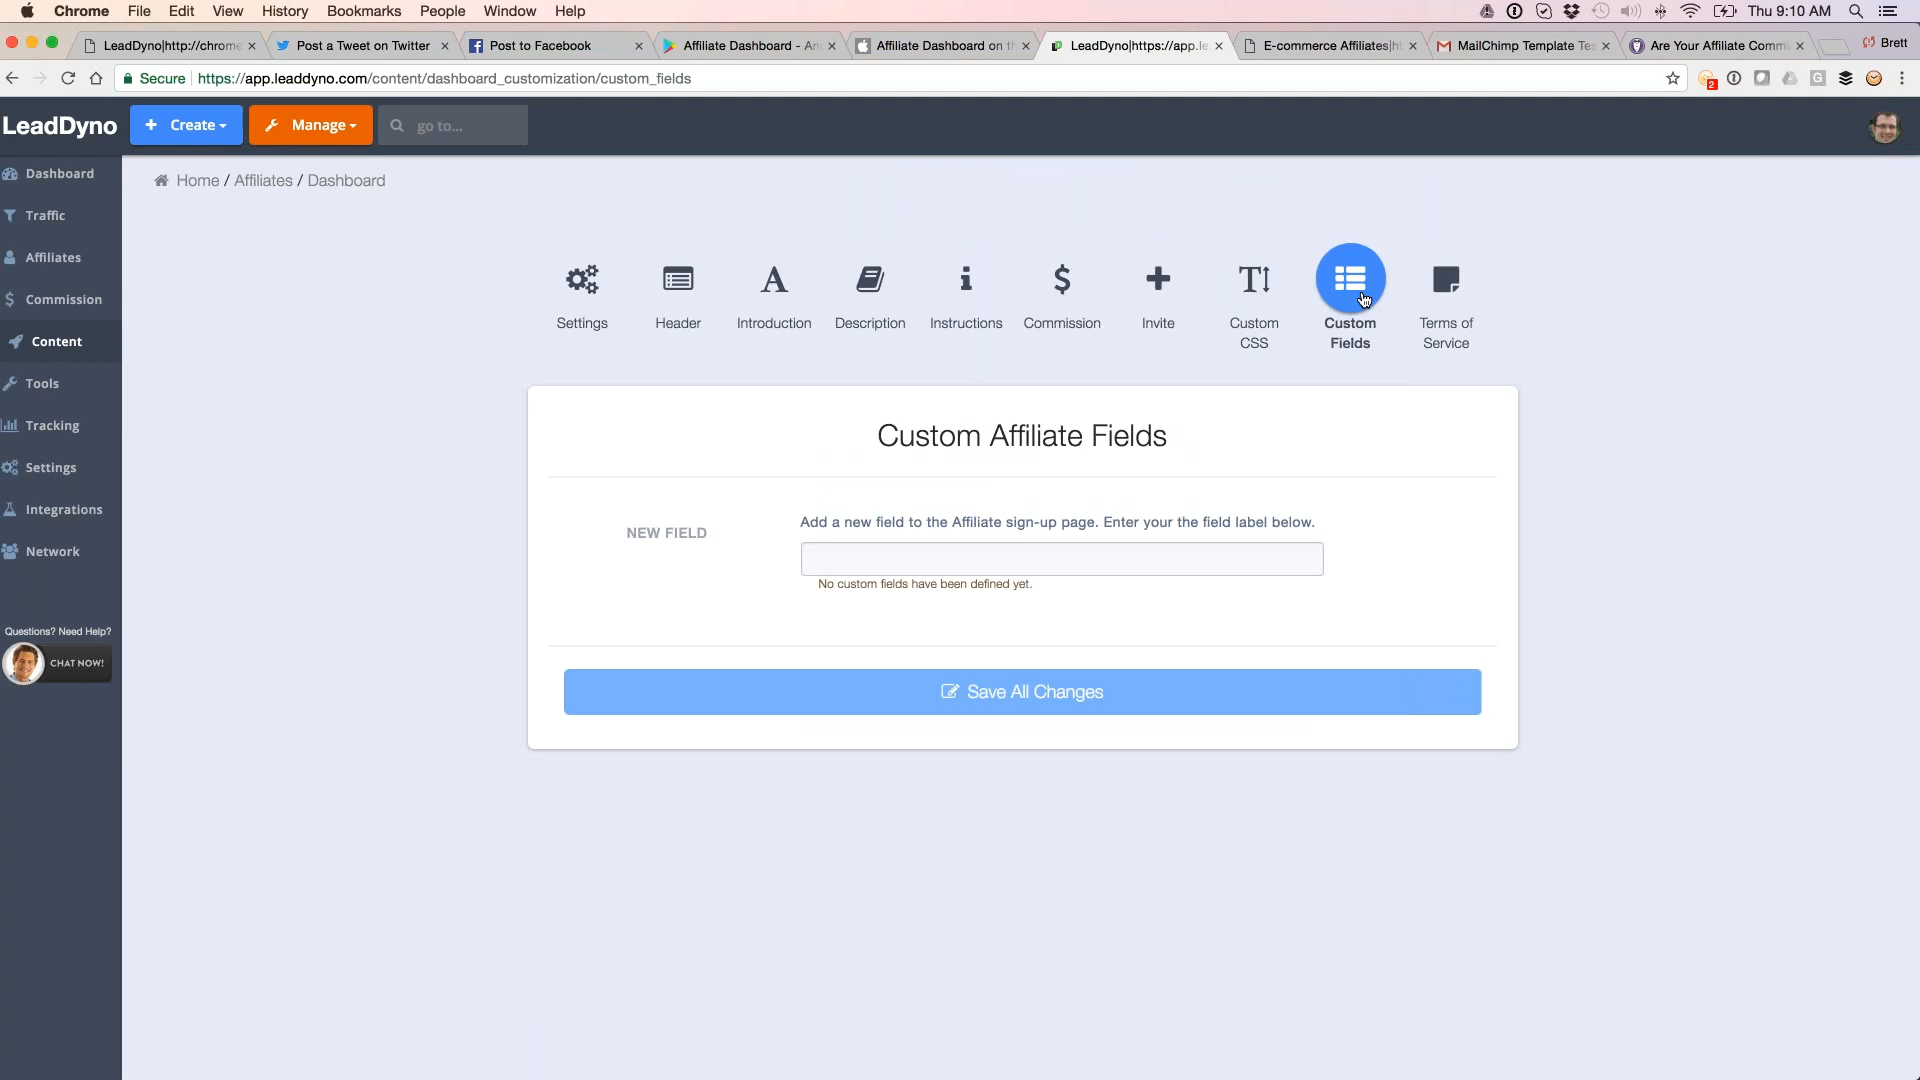 Chrome File Edit View History Bookmarks People Window Help Thu 9:10 AM
LeadDyno|http://chrome Post a Tweet on Twitter Post to Facebook Affiliate Dashboard - An Affiliate Dashboard on th LeadDyno|https://app.le E-commerce Affiliates|ht MailChimp Template Tes Are Your Affiliate Commi Brett
Secure https://app.leaddyno.com/content/dashboard_customization/custom_fields 2
LeadDyno + Create Manage go to...
Dashboard
Traffic
Affiliates
Commission
Content
Tools
Tracking
Settings
Integrations
Network
Questions? Need Help?
CHAT NOW!
Home / Affiliates / Dashboard
Settings
Header
Introduction
Description
Instructions
Commission
Invite
Custom
CSS
Custom
Fields
Terms of
Service
Custom Affiliate Fields
NEW FIELD
Add a new field to the Affiliate sign-up page. Enter your the field label below.
No custom fields have been defined yet.
Save All Changes